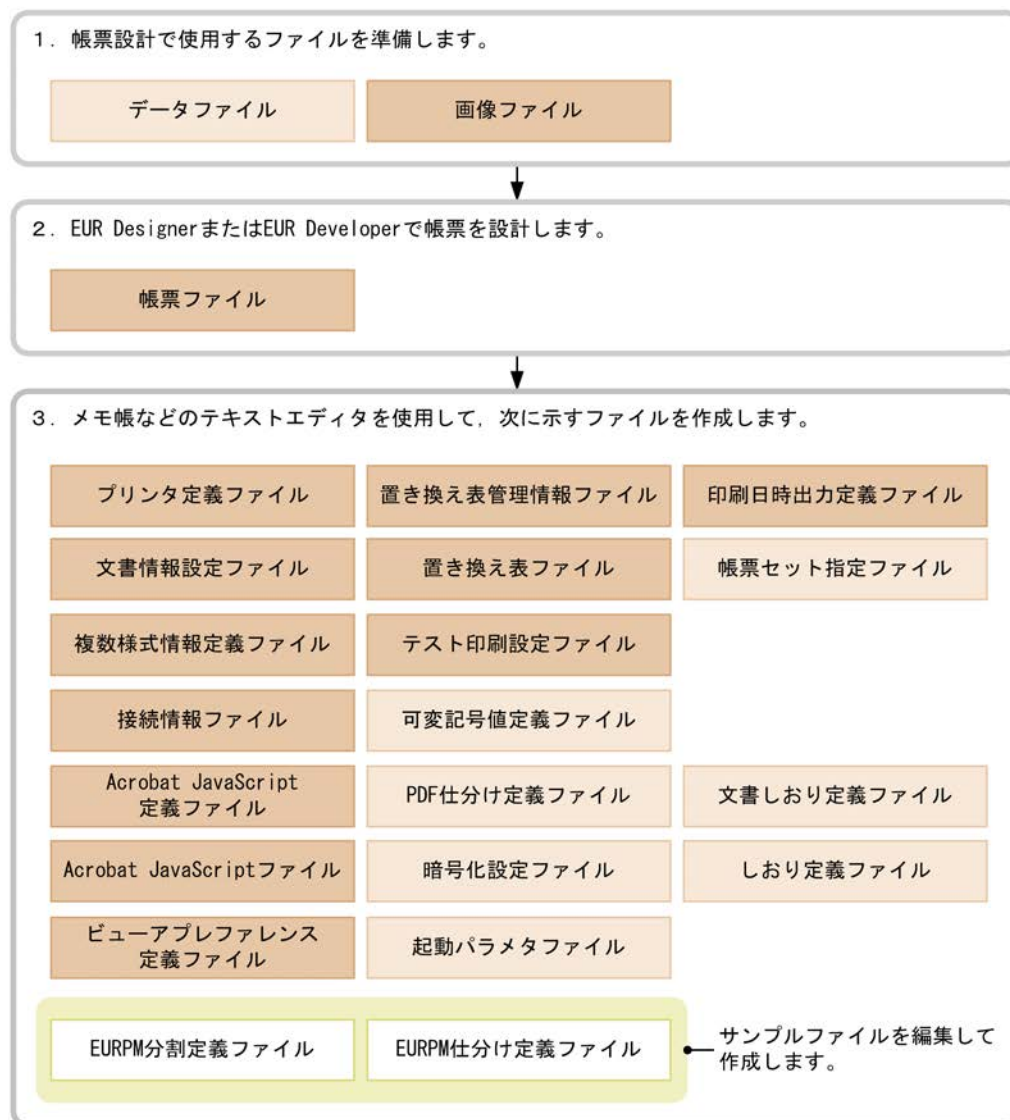 1. 帳票設計で使用するファイルを準備します。
データファイル
画像ファイル
2. EUR DesignerまたはEUR Developerで帳票を設計します。
帳票ファイル
3. メモ帳などのテキストエディタを使用して，次に示すファイルを作成します。
プリンタ定義ファイル
置き換え表管理情報ファイル
印刷日時出力定義ファイル
文書情報設定ファイル
置き換え表ファイル
帳票セット指定ファイル
複数様式情報定義ファイル
テスト印刷設定ファイル
接続情報ファイル
可変記号値定義ファイル
Acrobat JavaScript
定義ファイル
PDF仕分け定義ファイル
文書しおり定義ファイル
Acrobat JavaScriptファイル
暗号化設定ファイル
しおり定義ファイル
ビューアプレファレンス
定義ファイル
起動パラメタファイル
EURPM分割定義ファイル
EURPM仕分け定義ファイル
サンプルファイルを編集して
作成します。